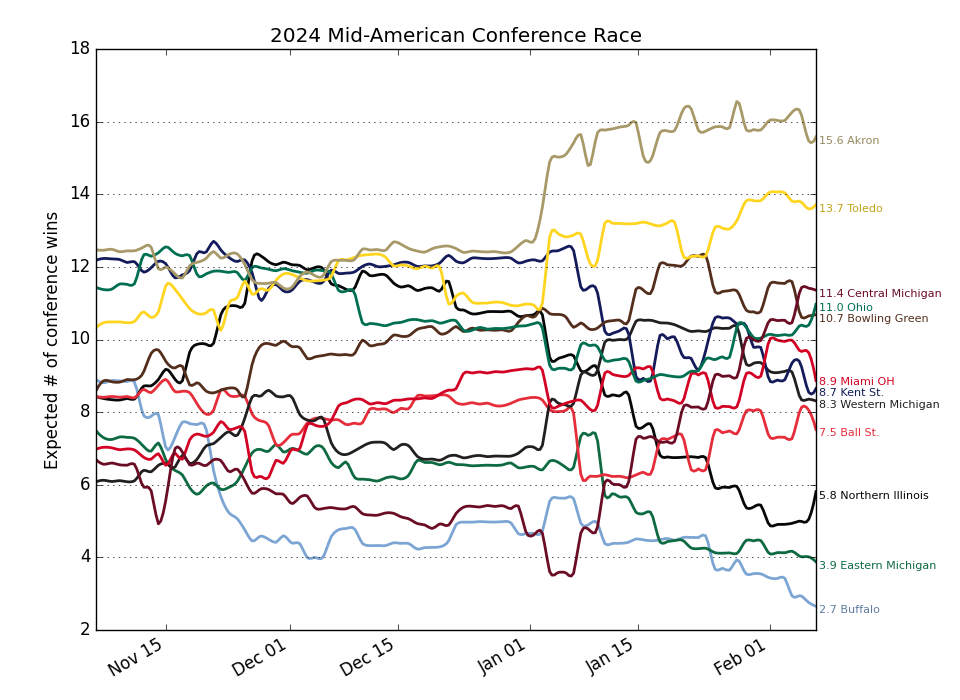 2024 Mid-American Conference Race
Expected # of conference wins
18
16
14
12
10
8
6
4
2
Nov 15
Dec 01
Dec 15
Jan 01
Jan 15
Feb 01
15.6 Akron
13.7 Toledo
11.4 Central Michigan
11.0 Ohio
10.7 Bowling Green
8.9 Miami OH
8.7 Kent St.
8.3 Western Michigan
7.5 Ball St.
5.8 Northern Illinois
3.9 Eastern Michigan
2.7 Buffalo